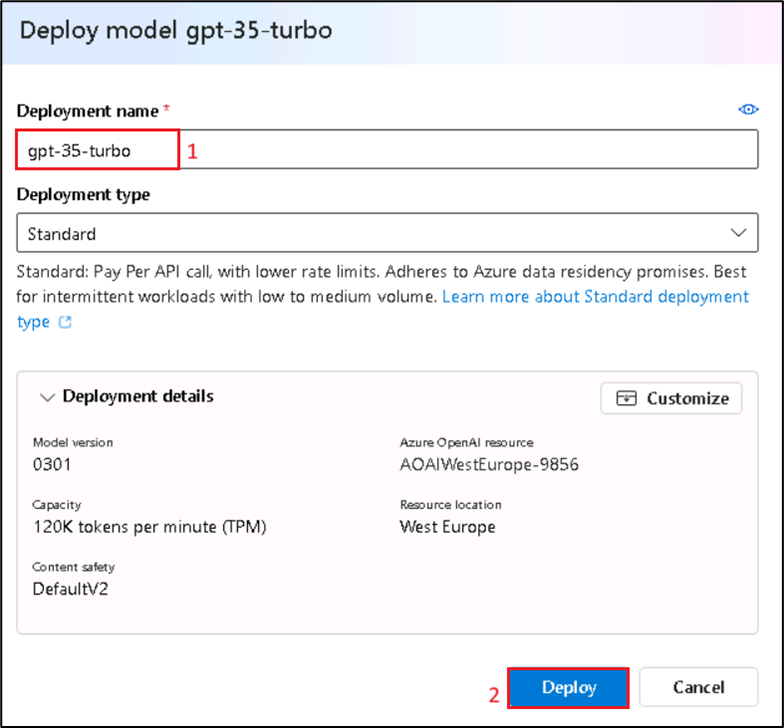 Deploy model gpt-35-turbo
Deployment name *
gpt-35-turbo 1
Deployment type
Standard
Standard: Pay Per API call, with lower rate limits. Adheres to Azure data residency promises. Best
for intermittent workloads with low to medium volume. Learn more about Standard deployment
type
Deployment details
Customize
Model version
0301
Azure OpenAI resource
AOAIWestEurope-9856
Capacity
120K tokens per minute (TPM)
Resource location
West Europe
Content safety
DefaultV2
2 Deploy
Cancel